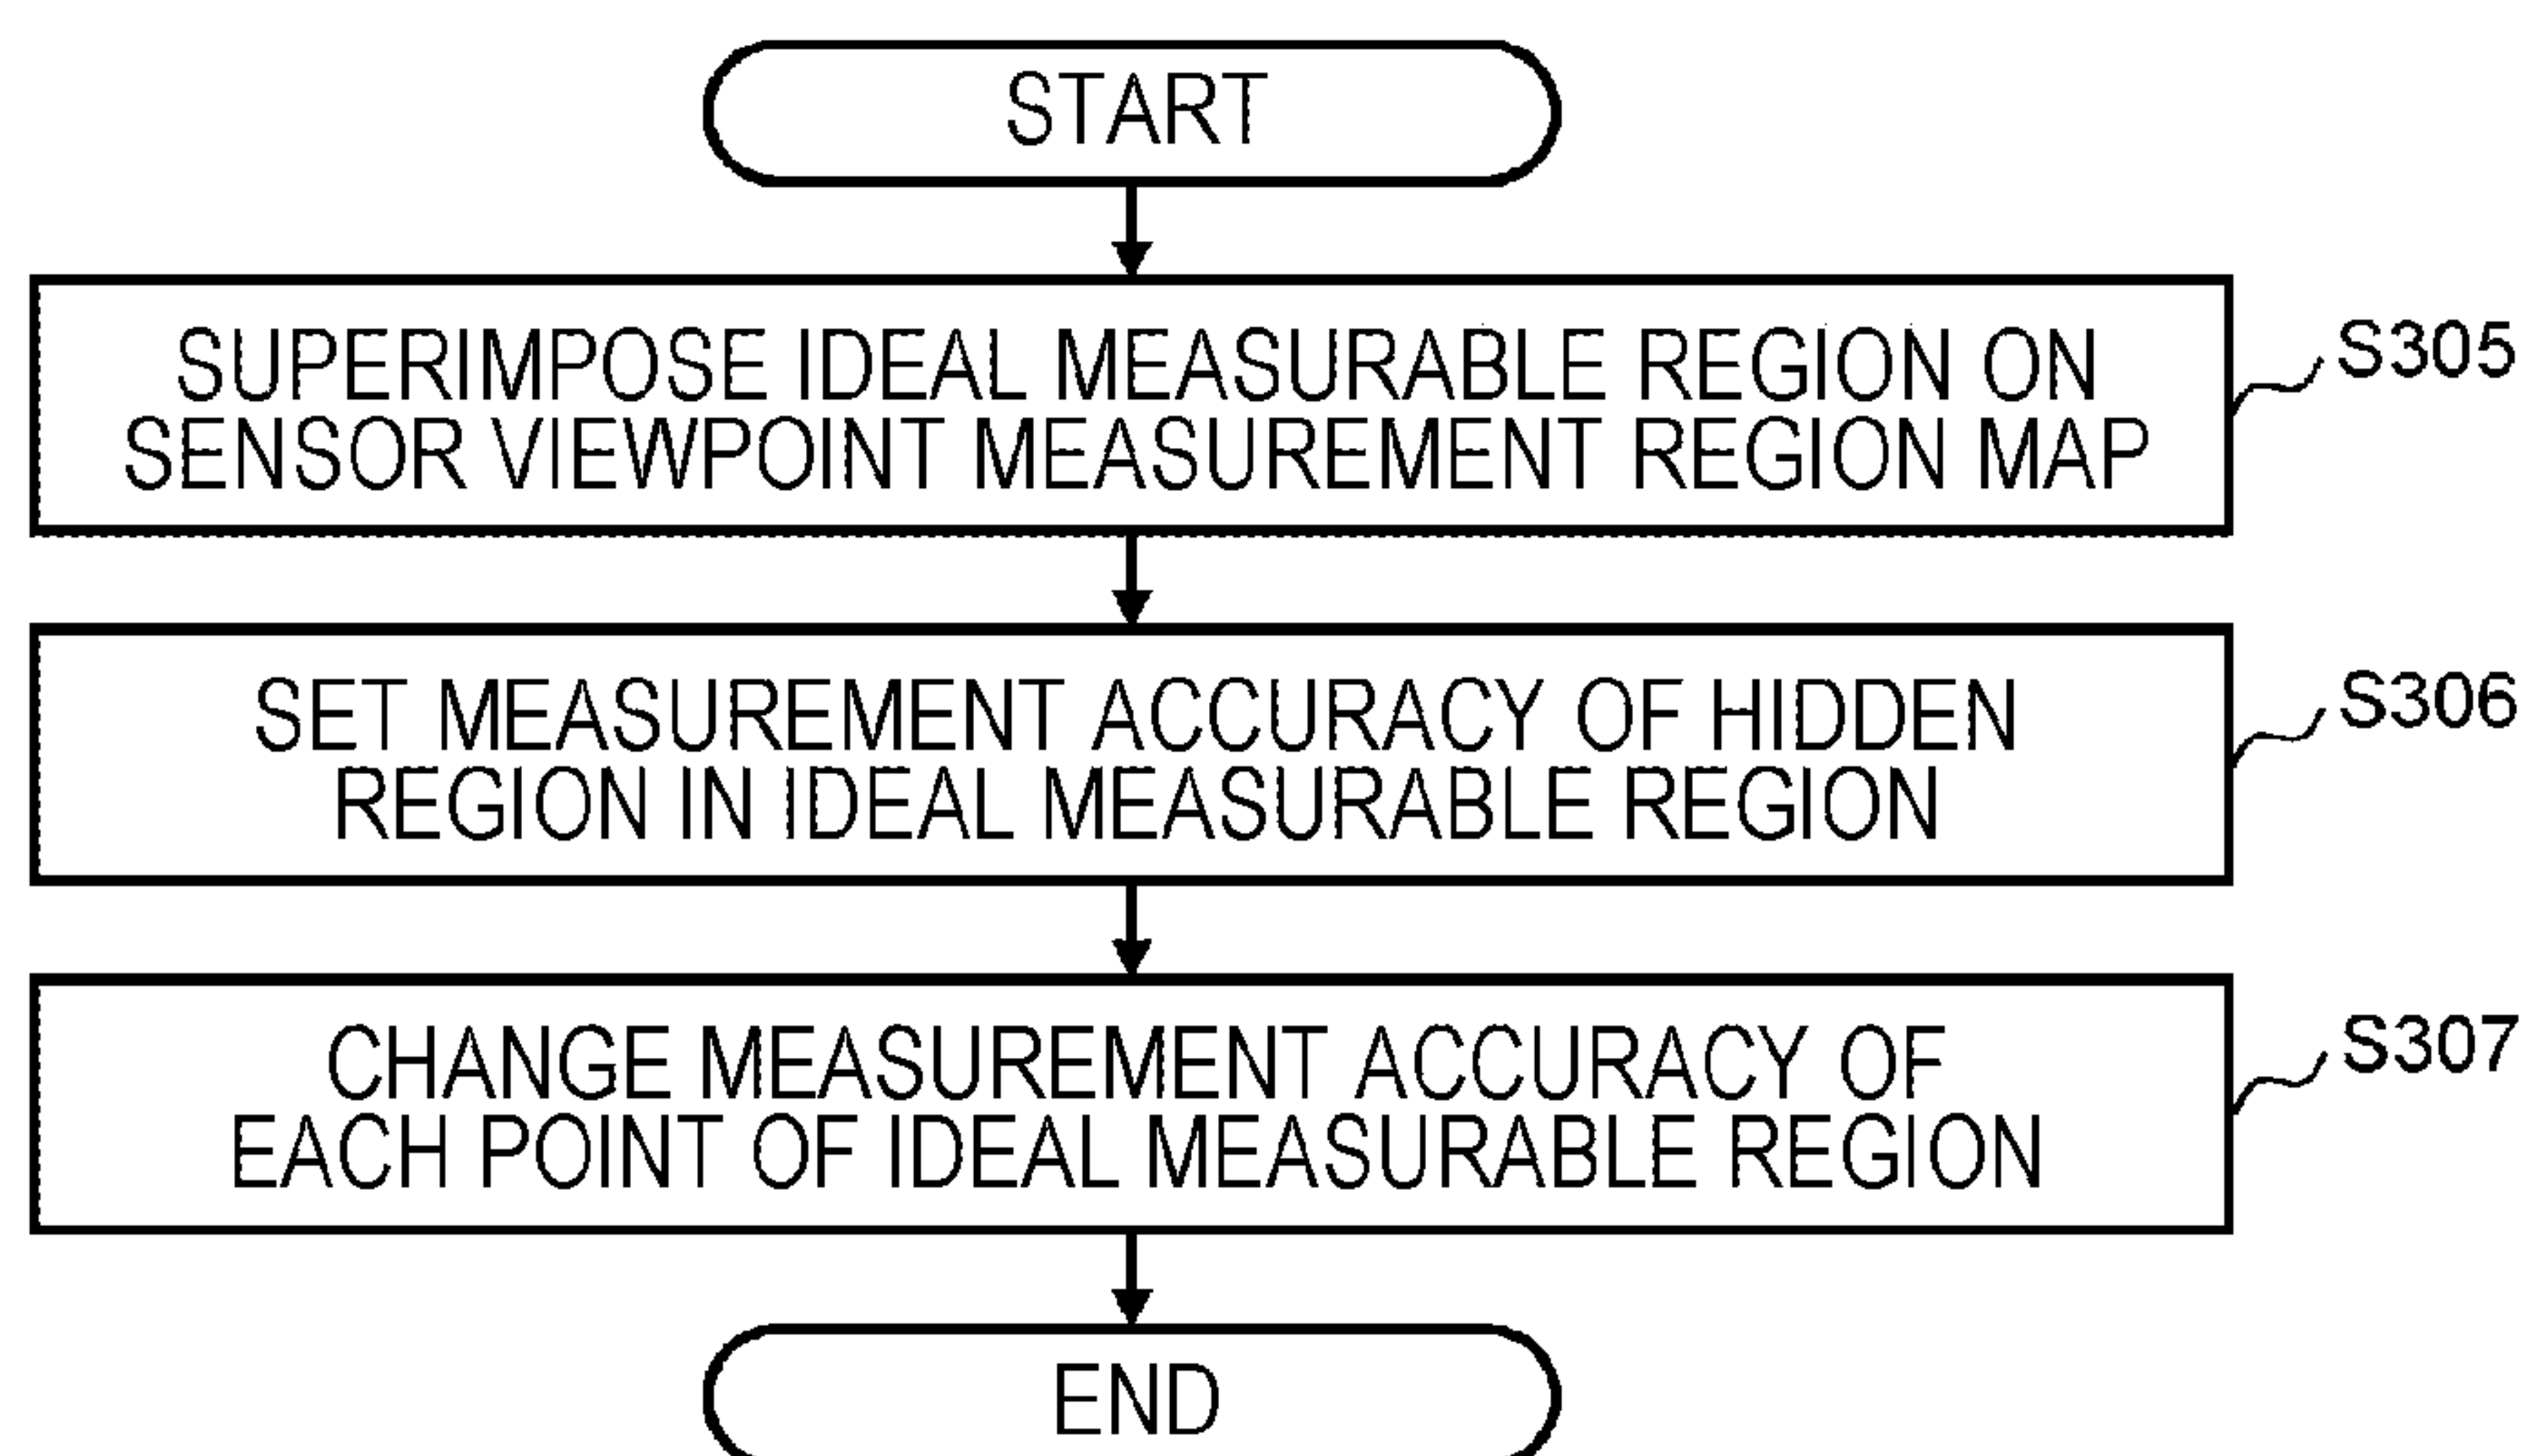 START
SUPERIMPOSE IDEAL MEASURABLE REGION ON
SENSOR VIEWPOINT MEASUREMENT REGION MAP
S305
SET MEASUREMENT ACCURACY OF HIDDEN
REGION IN IDEAL MEASURABLE REGION
S306
CHANGE MEASUREMENT ACCURACY OF
EACH POINT OF IDEAL MEASURABLE REGION
S307
END